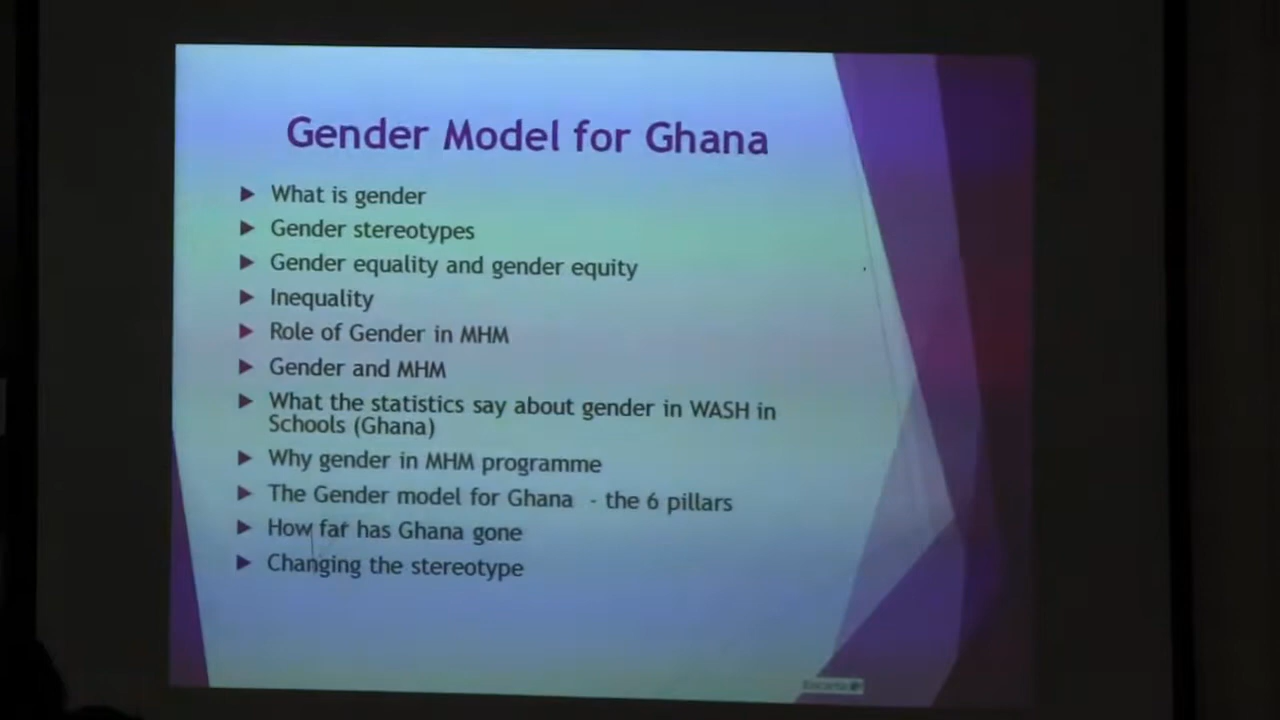 Gender Model for Ghana
What is gender
Gender stereotypes
Gender equality and gender equity
Inequality
Role of Gender in MHM
Gender and MHM
What the statistics say about gender in WASH in
Schools (Ghana)
Why gender in MHM programme
The Gender model for Ghana - the 6 pillars
How far has Ghana gone
Changing the stereotype